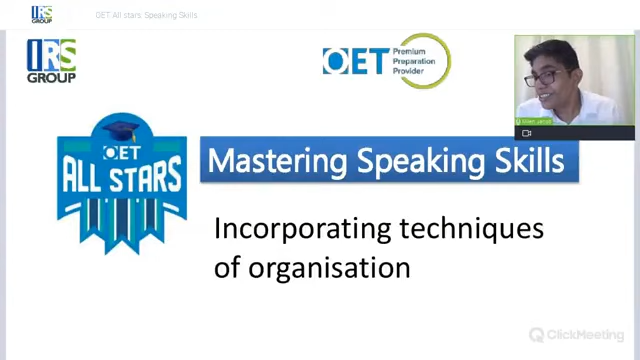 IRS
GROUP
OET All stars: Speaking Skills
IRS
GROUP
OET
Premium
Preparation
Provider
OET
ALL STARS
Mastering Speaking Skills
Incorporating techniques
of organisation
ClickMeeting